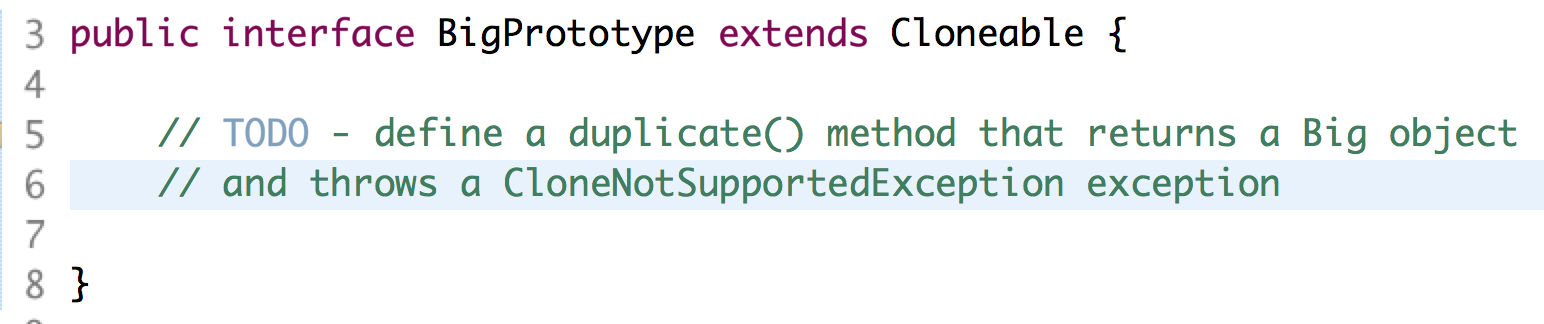 3 public interface BigPrototype extends Cloneable {
4
5 // TODO - define a duplicate() method that returns a Big object
6 // and throws a CloneNotSupportedException exception
7
8 }